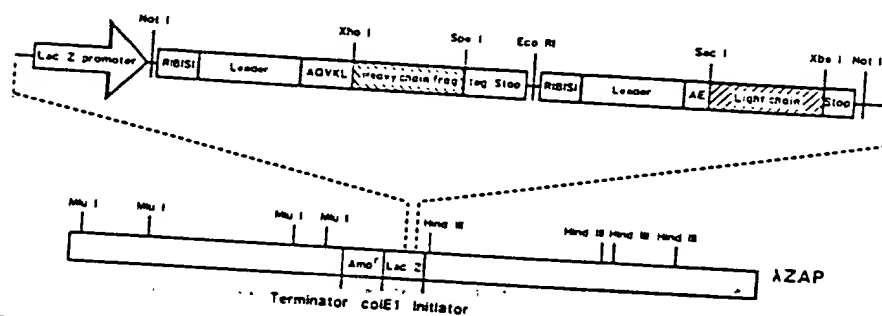 Not I
Xho I
Spe I
Eco RI
Sac I
Xba I
Not I
Lac Z promoter
RIBISI
Leader
AQVKL
Heavy chain frag
tag Stop
RIBISI
Leader
AE
Light chain
Stop
Mlu I
Mlu I
Mlu I
Mlu I
Hind III
Hind III
Hind III
Hind III
Ampr
Lac Z
λZAP
Terminator colE1 Initiator